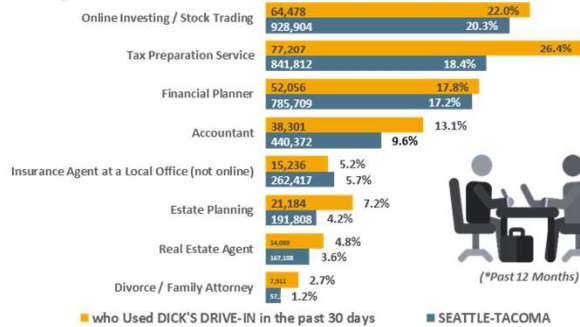 Online Investing / Stock Trading
64,478 22.0%
928,904 20.3%
Tax Preparation Service
77,207 26.4%
841,812 18.4%
Financial Planner
52,056 17.8%
785,709 17.2%
Accountant
38,301 13.1%
440,372 9.6%
Insurance Agent at a Local Office (not online)
15,236 5.2%
262,417 5.7%
Estate Planning
21,184 7.2%
191,808 4.2%
Real Estate Agent
14,088 4.8%
167,108 3.6%
Divorce / Family Attorney
7,911 2.7%
1.2%
(*Past 12 Months)
who Used DICK'S DRIVE-IN in the past 30 days
SEATTLE-TACOMA